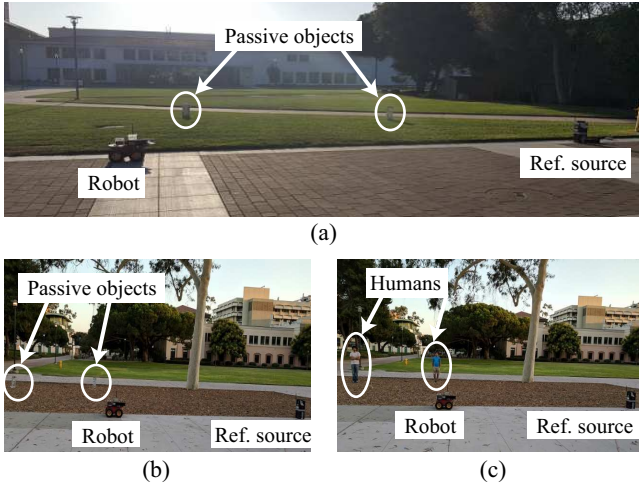 Passive objects
Robot
Ref. source
(a)
Passive objects
Robot
Ref. source
(b)
Humans
Robot
Ref. source
(c)